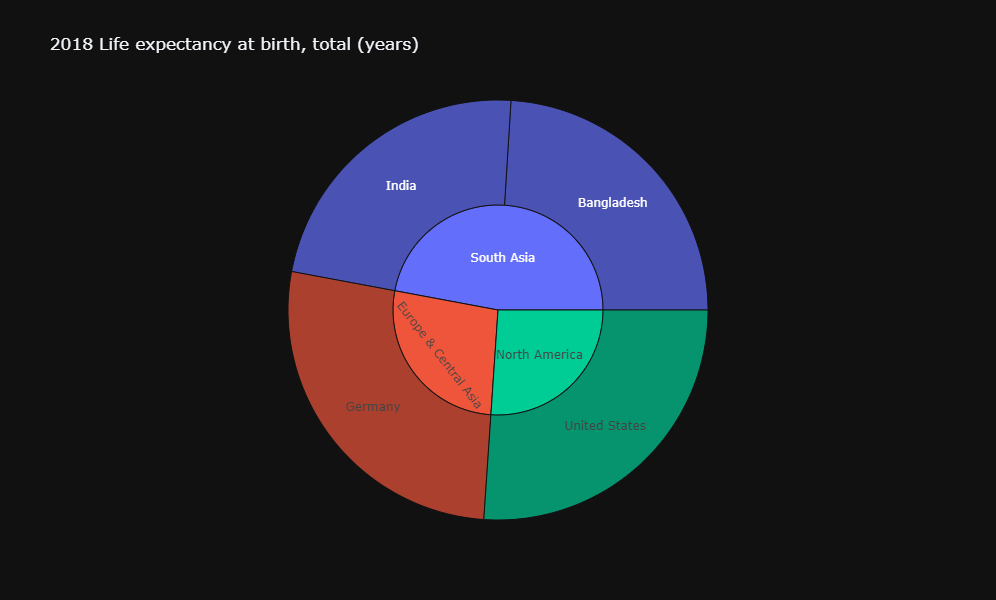 2018 Life expectancy at birth, total (years)
India
Bangladesh
South Asia
Europe & Central Asia
North America
Germany
United States